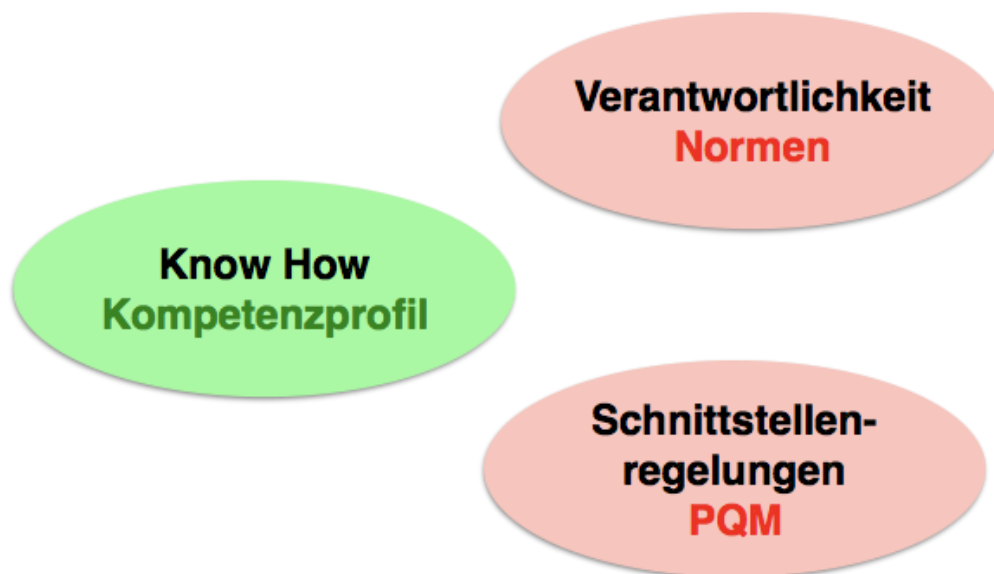 Verantwortlichkeit
Normen
Know How
Kompetenzprofil
Schnittstellen-
regelungen
PQM